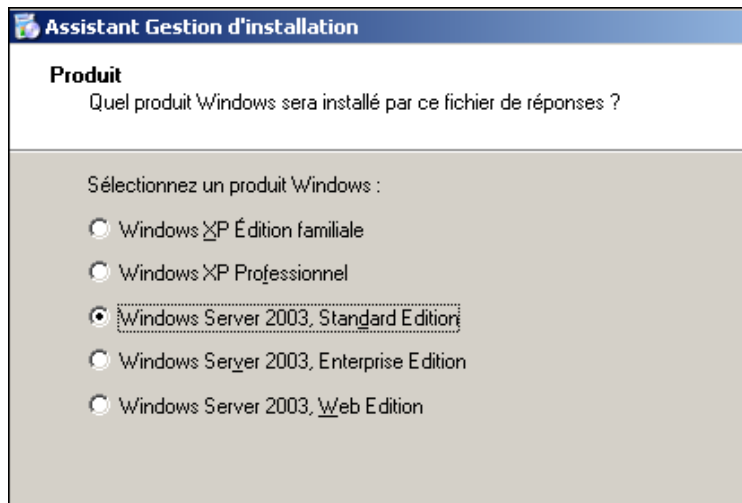 Assistant Gestion d'installation
Produit
Quel produit Windows sera installé par ce fichier de réponses ?
Sélectionnez un produit Windows :
Windows XP Édition familiale
Windows XP Professionnel
Windows Server 2003, Standard Edition
Windows Server 2003, Enterprise Edition
Windows Server 2003, Web Edition